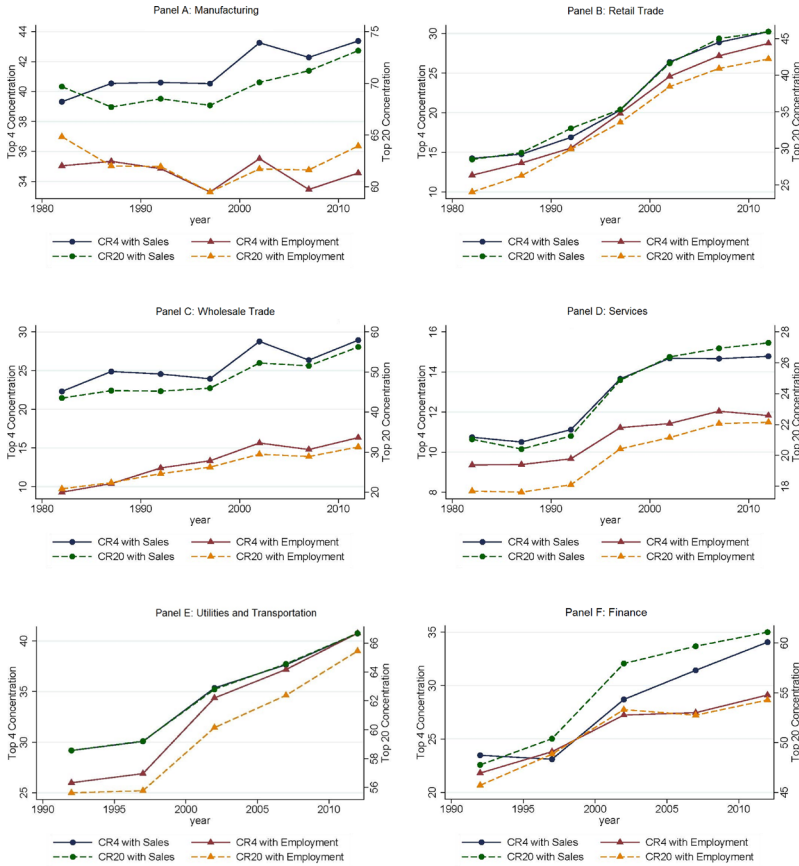 Panel A: Manufacturing
Top 4 Concentration
44
42
40
38
36
34
75
70
65
60
Top 20 Concentration
1980 1990 2000 2010
year
CR4 with Sales CR4 with Employment
CR20 with Sales CR20 with Employment
Panel B: Retail Trade
Top 4 Concentration
30
25
20
15
10
45
40
35
30
25
Top 20 Concentration
1980 1990 2000 2010
year
CR4 with Sales CR4 with Employment
CR20 with Sales CR20 with Employment
Panel C: Wholesale Trade
Top 4 Concentration
30
25
20
15
10
60
50
40
30
20
Top 20 Concentration
1980 1990 2000 2010
year
CR4 with Sales CR4 with Employment
CR20 with Sales CR20 with Employment
Panel D: Services
Top 4 Concentration
16
14
12
10
8
28
26
24
22
20
18
Top 20 Concentration
1980 1990 2000 2010
year
CR4 with Sales CR4 with Employment
CR20 with Sales CR20 with Employment
Panel E: Utilities and Transportation
Top 4 Concentration
40
35
30
25
66
64
62
60
58
56
Top 20 Concentration
1990 1995 2000 2005 2010
year
CR4 with Sales CR4 with Employment
CR20 with Sales CR20 with Employment
Panel F: Finance
Top 4 Concentration
35
30
25
20
60
55
50
45
Top 20 Concentration
1990 1995 2000 2005 2010
year
CR4 with Sales CR4 with Employment
CR20 with Sales CR20 with Employment